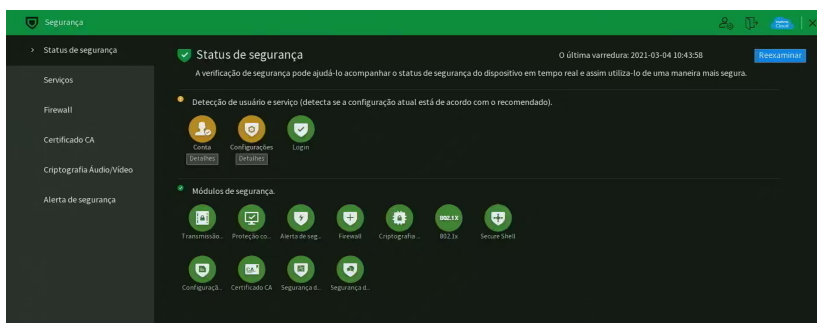 Segurança
Intelbras Cloud
Status de segurança
Serviços
Firewall
Certificado CA
Criptografia Áudio/Vídeo
Alerta de segurança
Status de segurança
O última varredura: 2021-03-04 10:43:58
Reexaminar
A verificação de segurança pode ajudá-lo acompanhar o status de segurança do dispositivo em tempo real e assim utiliza-lo de uma maneira mais segura.
Detecção de usuário e serviço (detecta se a configuração atual está de acordo com o recomendado).
Conta
Configurações
Login
Detalhes
Detalhes
Módulos de segurança.
802.1X
Transmissão...
Proteção co...
Alerta de seg...
Firewall
Criptografia ...
802.1x
Secure Shell
CA
Configuraçã...
Certificado CA
Segurança d...
Segurança d...